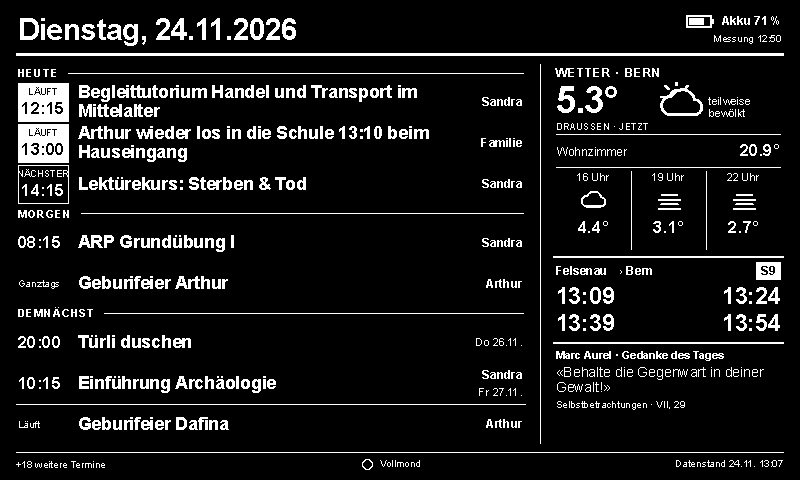 Dienstag, 24.11.2026
Akku 71 %
Messung 12:50
HEUTE
LÄUFT
12:15
Begleittutorium Handel und Transport im
Mittelalter
Sandra
LÄUFT
13:00
Arthur wieder los in die Schule 13:10 beim
Hauseingang
Familie
NÄCHSTER
14:15
Lektürekurs: Sterben & Tod
Sandra
MORGEN
08:15
ARP Grundübung I
Sandra
Ganztags
Geburifeier Arthur
Arthur
DEMNÄCHST
20:00
Türli duschen
Do 26.11.
10:15
Einführung Archäologie
Sandra
Fr 27.11.
Läuft
Geburifeier Dafina
Arthur
WETTER · BERN
5.3°
teilweise
bewölkt
DRAUSSEN · JETZT
Wohnzimmer 20.9°
16 Uhr 19 Uhr 22 Uhr
4.4° 3.1° 2.7°
Felsenau › Bern S9
13:09 13:24
13:39 13:54
Marc Aurel · Gedanke des Tages
«Behalte die Gegenwart in deiner
Gewalt!»
Selbstbetrachtungen · VII, 29
+18 weitere Termine
Vollmond
Datenstand 24.11. 13:07